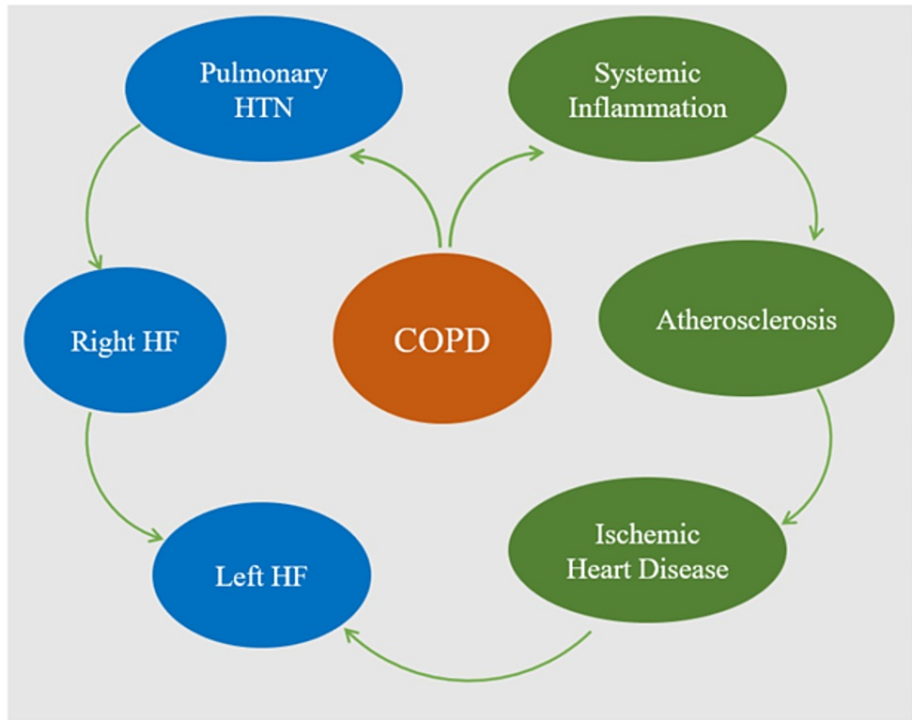 Pulmonary
HTN
Systemic
Inflammation
Right HF
COPD
Atherosclerosis
Left HF
Ischemic
Heart Disease